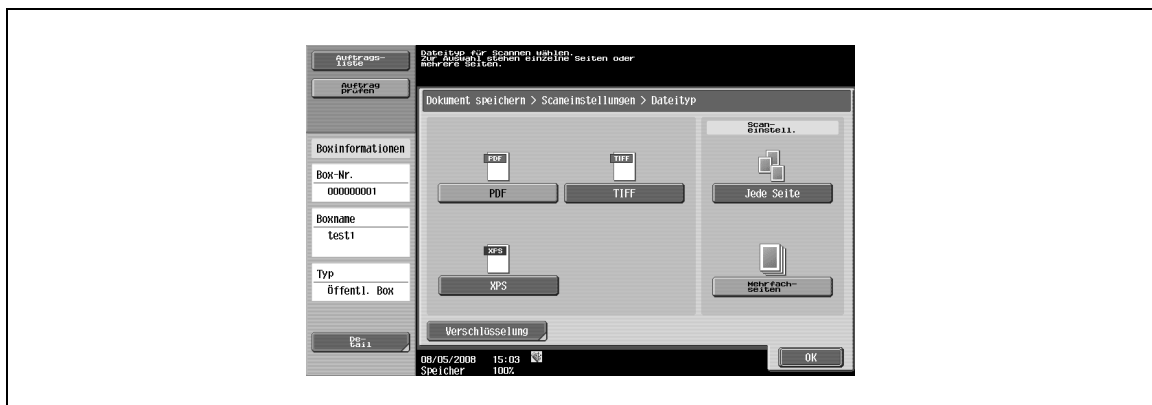 Auftrags-
liste
Auftrag
prüfen
Dateityp für Scannen wählen.
Zur Auswahl stehen einzelne Seiten oder
mehrere Seiten.
Dokument speichern > Scaneinstellungen > Dateityp
Boxinformationen
Box-Nr.
000000001
Boxname
test1
Typ
Öffentl. Box
De-
tail
PDF
PDF
TIFF
TIFF
XPS
XPS
Scan-
einstell.
Jede Seite
Mehrfach-
seiten
Verschlüsselung
08/05/2008 15:03
Speicher 100%
OK